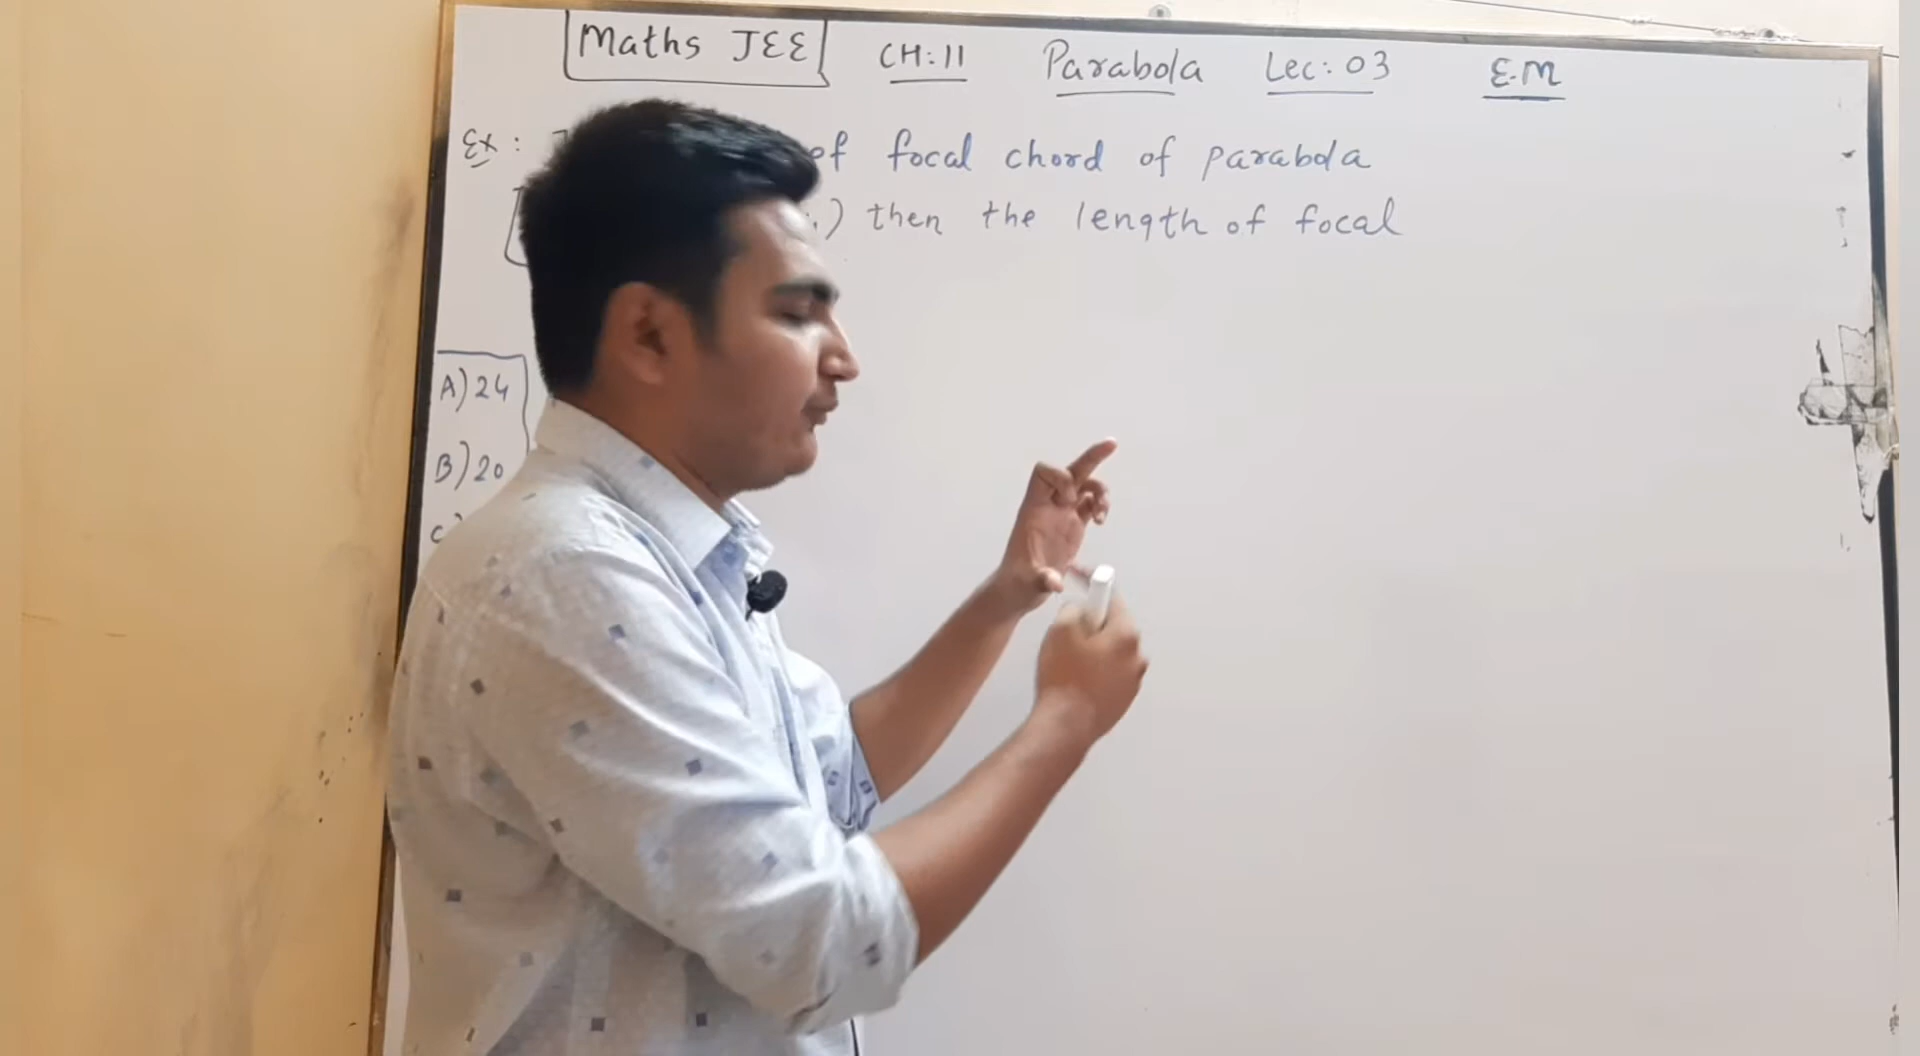 Maths JEE CH:11 Parabola Lec:03 E.M
Ex: of focal chord of parabola
) then the length of focal
A) 24
B) 20
C)